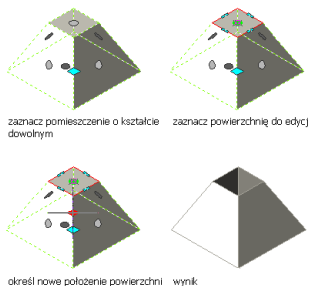 zaznacz pomieszczenie o kształcie
dowolnym
zaznacz powierzchnię do edycj
określ nowe położenie powierzchni
wynik